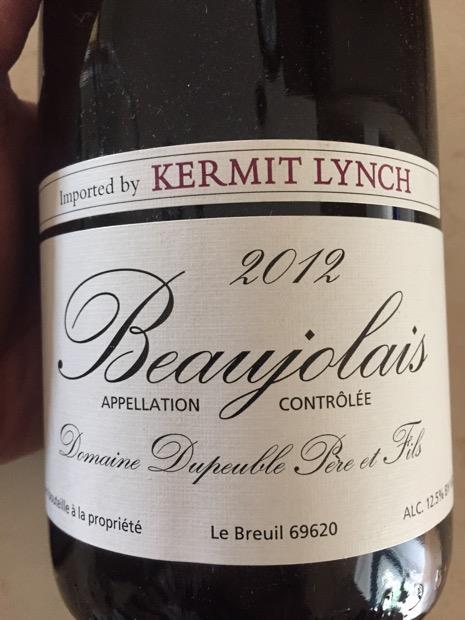 Imported by KERMIT LYNCH
2012
Beaujolais
APPELLATION CONTRÔLÉE
Domaine Dupeuble Père et Fils
à la propriété Le Breuil 69620 ALC. 12.5% BY